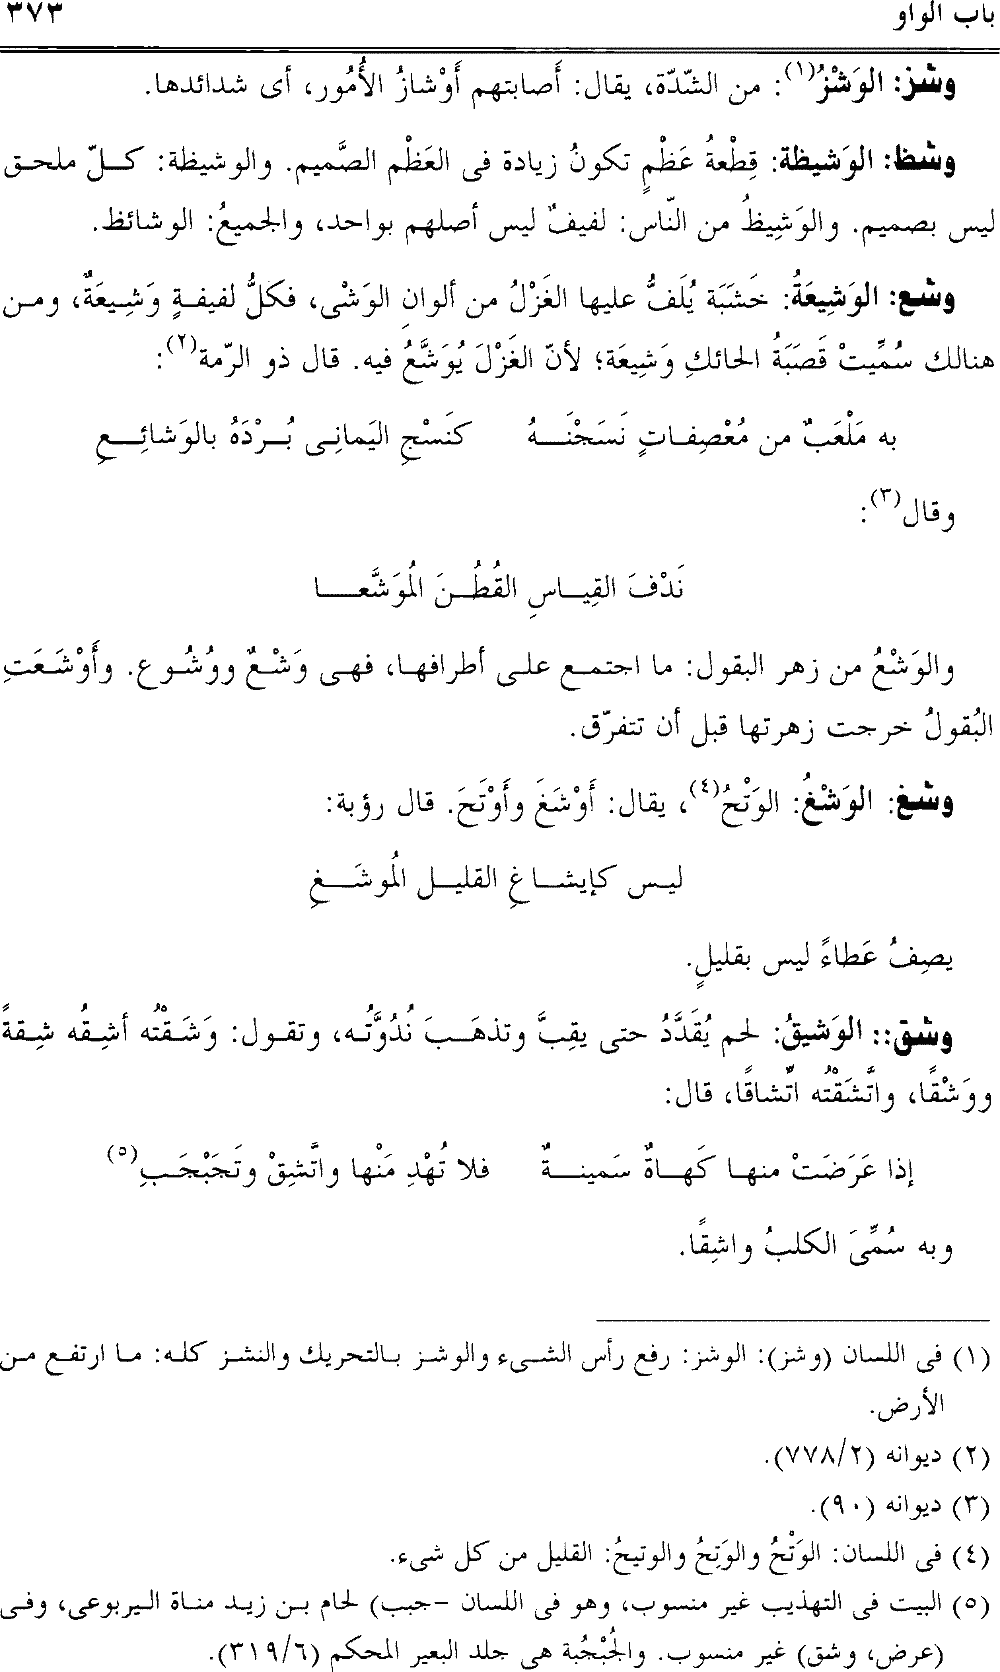 باب الواو ٣٧٣
وشز: الوَشْزُ(١): من الشّدّة، يقال: أصابتهم أَوْشازُ الأُمُور، أى شدائدها.
وشظ: الوَشيظة: قِطْعةُ عَظْمٍ تكونُ زيادة فى العَظْم الصَّميم. والوشيظة: كلّ ملحق
ليس بصميم. والوَشِيظُ من النّاس: لفيفٌ ليس أصلهم بواحد، والجميعُ: الوشائظ.
وشع: الوَشِيعَةُ: خَشَبَة يُلَفُّ عليها الغَزْلُ من ألوانِ الوَشْى، فكلُّ لفيفةٍ وَشِيعَةٌ، ومن
هنالك سُمِّيتْ قَصَبَةُ الحائكِ وَشِيعَة؛ لأنّ الغَزْلَ يُوَشَّعُ فيه. قال ذو الرّمة(٢):
به مَلْعَبٌ من مُعْصِفاتٍ نَسَجْنَهُ كنَسْجِ اليَمانِى بُرْدَهُ بالوَشائِعِ
وقال(٣):
نَدْفَ القِياسِ القُطُنَ المُوَشَّعا
والوَشْعُ من زهر البقول: ما اجتمع على أطرافها، فهى وَشْعٌ ووُشُوع. وأَوْشَعَتِ
البُقولُ خرجت زهرتها قبل أن تتفرّق.
وشغ: الوَشْغُ: الوَتْحُ(٤)، يقال: أَوْشَغَ وأَوْتَحَ. قال رؤبة:
ليس كإيشاغِ القليل المُوشَغِ
يصِفُ عَطاءً ليس بقليلٍ.
وشق:: الوَشيقُ: لحم يُقَدَّدُ حتى يقِبَّ وتذهَبَ نُدُوَّتُه، وتقول: وَشَقْتُه أشِقُه شِقةً
ووَشْقًا، واتَّشَقْتُه اتّشاقًا، قال:
إذا عَرَضَتْ منها كَهاةٌ سَمينةٌ فلا تُهْدِ مَنْها واتَّشِقْ وتَجَبْجَبِ(٥)
وبه سُمِّىَ الكلبُ واشِقًا.
(١) فى اللسان (وشز): الوشز: رفع رأس الشىء والوشز بالتحريك والنشز كله: ما ارتفع من
الأرض.
(٢) ديوانه (٧٧٨/٢).
(٣) ديوانه (٩٠).
(٤) فى اللسان: الوَتْحُ والوَتِحُ والوتيحُ: القليل من كل شىء.
(٥) البيت فى التهذيب غير منسوب، وهو فى اللسان -جبب) لحام بن زيد مناة اليربوعى، وفى
(عرض، وشق) غير منسوب. والجُبْجُبة هى جلد البعير المحكم (٣١٩/٦).